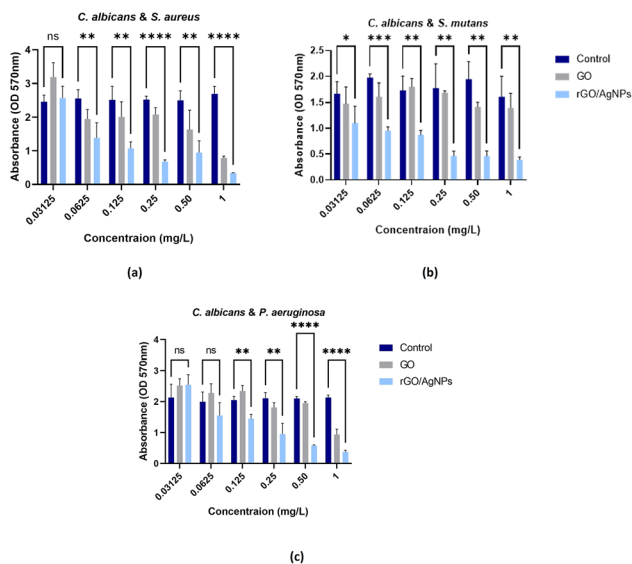 C. albicans & S. aureus
ns ** ** **** ** ****
Absorbance (OD 570nm)
4
3
2
1
0
0.03125 0.0625 0.125 0.25 0.50 1
Concentraion (mg/L)
(a)
C. albicans & S. mutans
* *** ** ** ** **
Absorbance (OD 570nm)
2.5
2.0
1.5
1.0
0.5
0.0
0.03125 0.0625 0.125 0.25 0.50 1
Concentraion (mg/L)
(b)
Control
GO
rGO/AgNPs
C. albicans & P. aeruginosa
ns ns ** ** **** ****
Absorbance (OD 570nm)
4
3
2
1
0
0.03125 0.0625 0.125 0.25 0.50 1
Concentraion (mg/L)
(c)
Control
GO
rGO/AgNPs